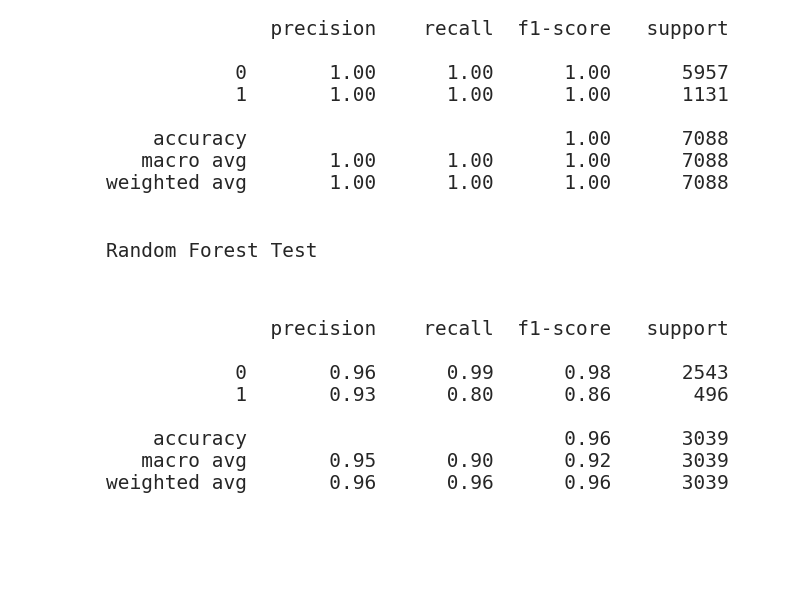 precision recall f1-score support
0 1.00 1.00 1.00 5957
1 1.00 1.00 1.00 1131
accuracy 1.00 7088
macro avg 1.00 1.00 1.00 7088
weighted avg 1.00 1.00 1.00 7088
Random Forest Test
precision recall f1-score support
0 0.96 0.99 0.98 2543
1 0.93 0.80 0.86 496
accuracy 0.96 3039
macro avg 0.95 0.90 0.92 3039
weighted avg 0.96 0.96 0.96 3039